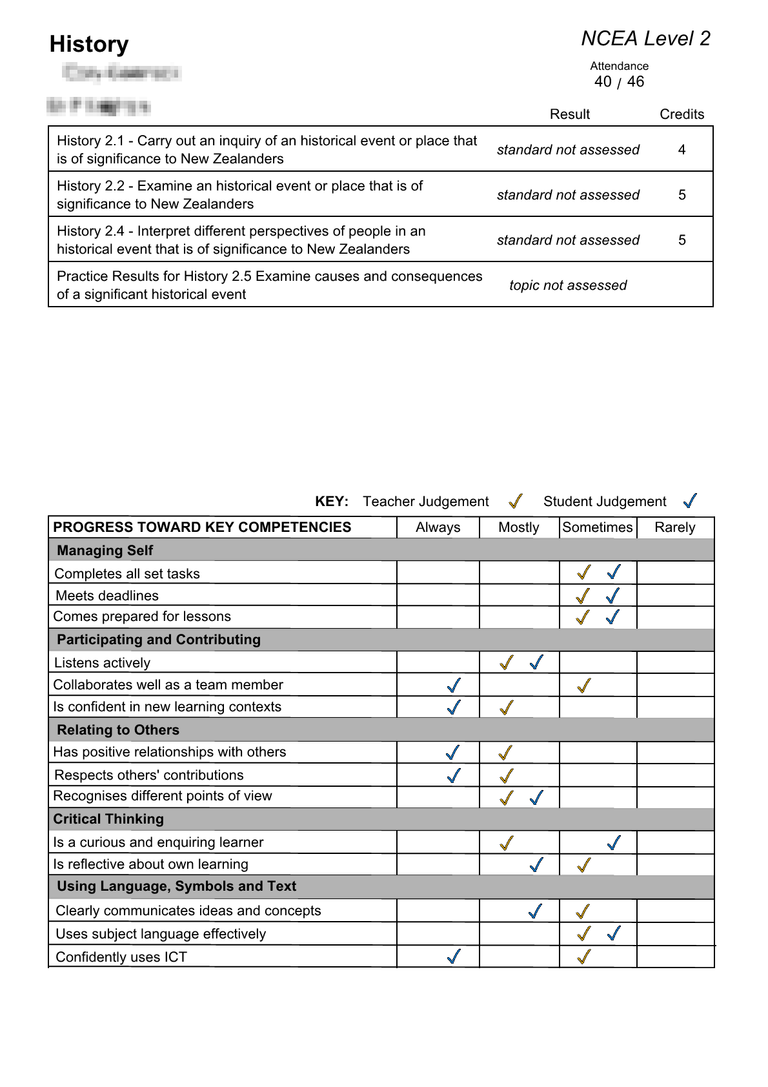 History
NCEA Level 2
Attendance
40 / 46
Result
Credits
History 2.1 - Carry out an inquiry of an historical event or place that
is of significance to New Zealanders
standard not assessed
4
History 2.2 - Examine an historical event or place that is of
significance to New Zealanders
standard not assessed
5
History 2.4 - Interpret different perspectives of people in an
historical event that is of significance to New Zealanders
standard not assessed
5
Practice Results for History 2.5 Examine causes and consequences
of a significant historical event
topic not assessed
KEY: Teacher Judgement ✓ Student Judgement ✓
PROGRESS TOWARD KEY COMPETENCIES Always Mostly Sometimes Rarely
Managing Self
Completes all set tasks
Meets deadlines
Comes prepared for lessons
Participating and Contributing
Listens actively
Collaborates well as a team member
Is confident in new learning contexts
Relating to Others
Has positive relationships with others
Respects others' contributions
Recognises different points of view
Critical Thinking
Is a curious and enquiring learner
Is reflective about own learning
Using Language, Symbols and Text
Clearly communicates ideas and concepts
Uses subject language effectively
Confidently uses ICT